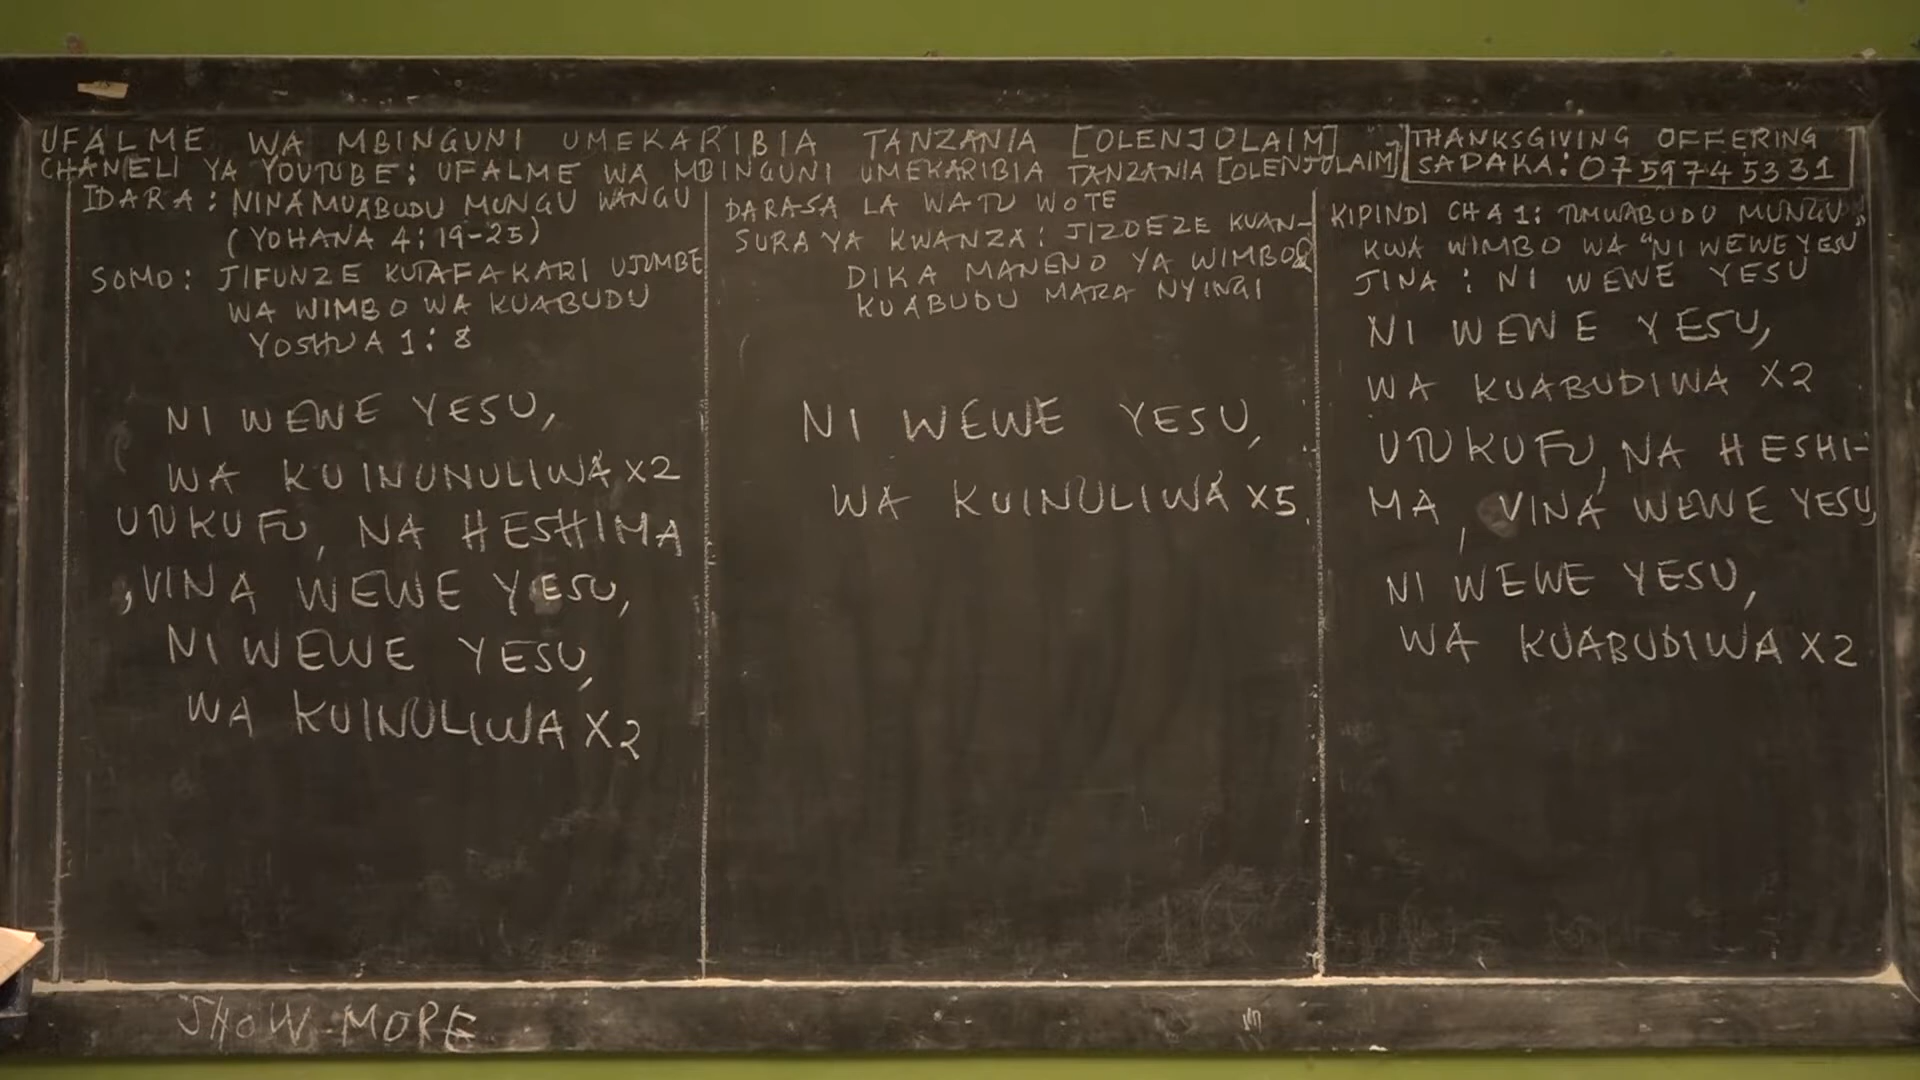 UFALME WA MBINGUNI UMEKARIBIA TANZANIA [OLENJOLAIM]
CHANELI YA YOUTUBE: UFALME WA MBINGUNI UMEKARIBIA TANZANIA [OLENJOLAIM]
THANKSGIVING OFFERING
SADAKA: 0759745331
IDARA: NINAMUABUDU MUNGU WANGU
(YOHANA 4:19-25)
SOMO: JIFUNZE KUTAFAKARI UJUMBE
WA WIMBO WA KUABUDU
YOSHUA 1:8
NI WEWE YESU,
WA KUINUNULIWA X2
UTUKUFU, NA HESHIMA
, VINA WEWE YESU,
NI WEWE YESU,
WA KUINULIWA X2
DARASA LA WATU WOTE
SURA YA KWANZA: JIZOEZE KUAN-
DIKA MANENO YA WIMBO
KUABUDU MARA NYINGI
NI WEWE YESU,
WA KUINULIWA X5.
KIPINDI CHA 1: TUMWABUDU MUNGU
KWA WIMBO WA "NI WEWE YESU"
JINA: NI WEWE YESU
NI WEWE YESU,
WA KUABUDIWA X2
UTUKUFU, NA HESHI-
MA, VINA WEWE YESU,
NI WEWE YESU,
WA KUABUDIWA X2
SHOW MORE